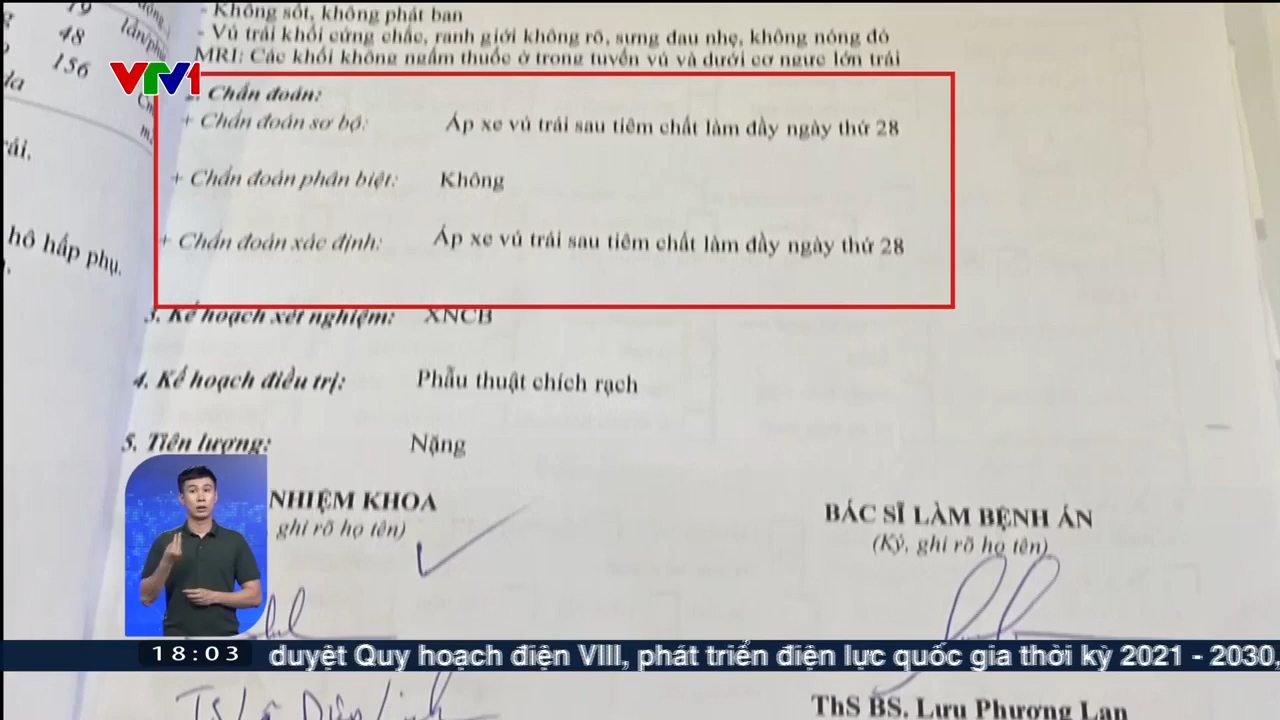 - Không sốt, không phát ban
- Vú trái khối cứng chắc, ranh giới không rõ, sưng đau nhẹ, không nóng đỏ
MRI: Các khối không ngấm thuốc ở trong tuyến vú và dưới cơ ngực lớn trái
19
lần/phú
48
156
VTV1
Chẩn đoán:
+ Chẩn đoán sơ bộ: Áp xe vú trái sau tiêm chất làm đầy ngày thứ 28
+ Chẩn đoán phân biệt: Không
+ Chẩn đoán xác định: Áp xe vú trái sau tiêm chất làm đầy ngày thứ 28
hô hấp phụ.
3. Kế hoạch xét nghiệm: XNCB
4. Kế hoạch điều trị: Phẫu thuật chích rạch
5. Tiên lượng: Nặng
NHIỆM KHOA
ghi rõ họ tên)
BÁC SĨ LÀM BỆNH ÁN
(Ký, ghi rõ họ tên)
18:03 duyệt Quy hoạch điện VIII, phát triển điện lực quốc gia thời kỳ 2021 - 2030,
ThS BS. Lưu Phương Lan